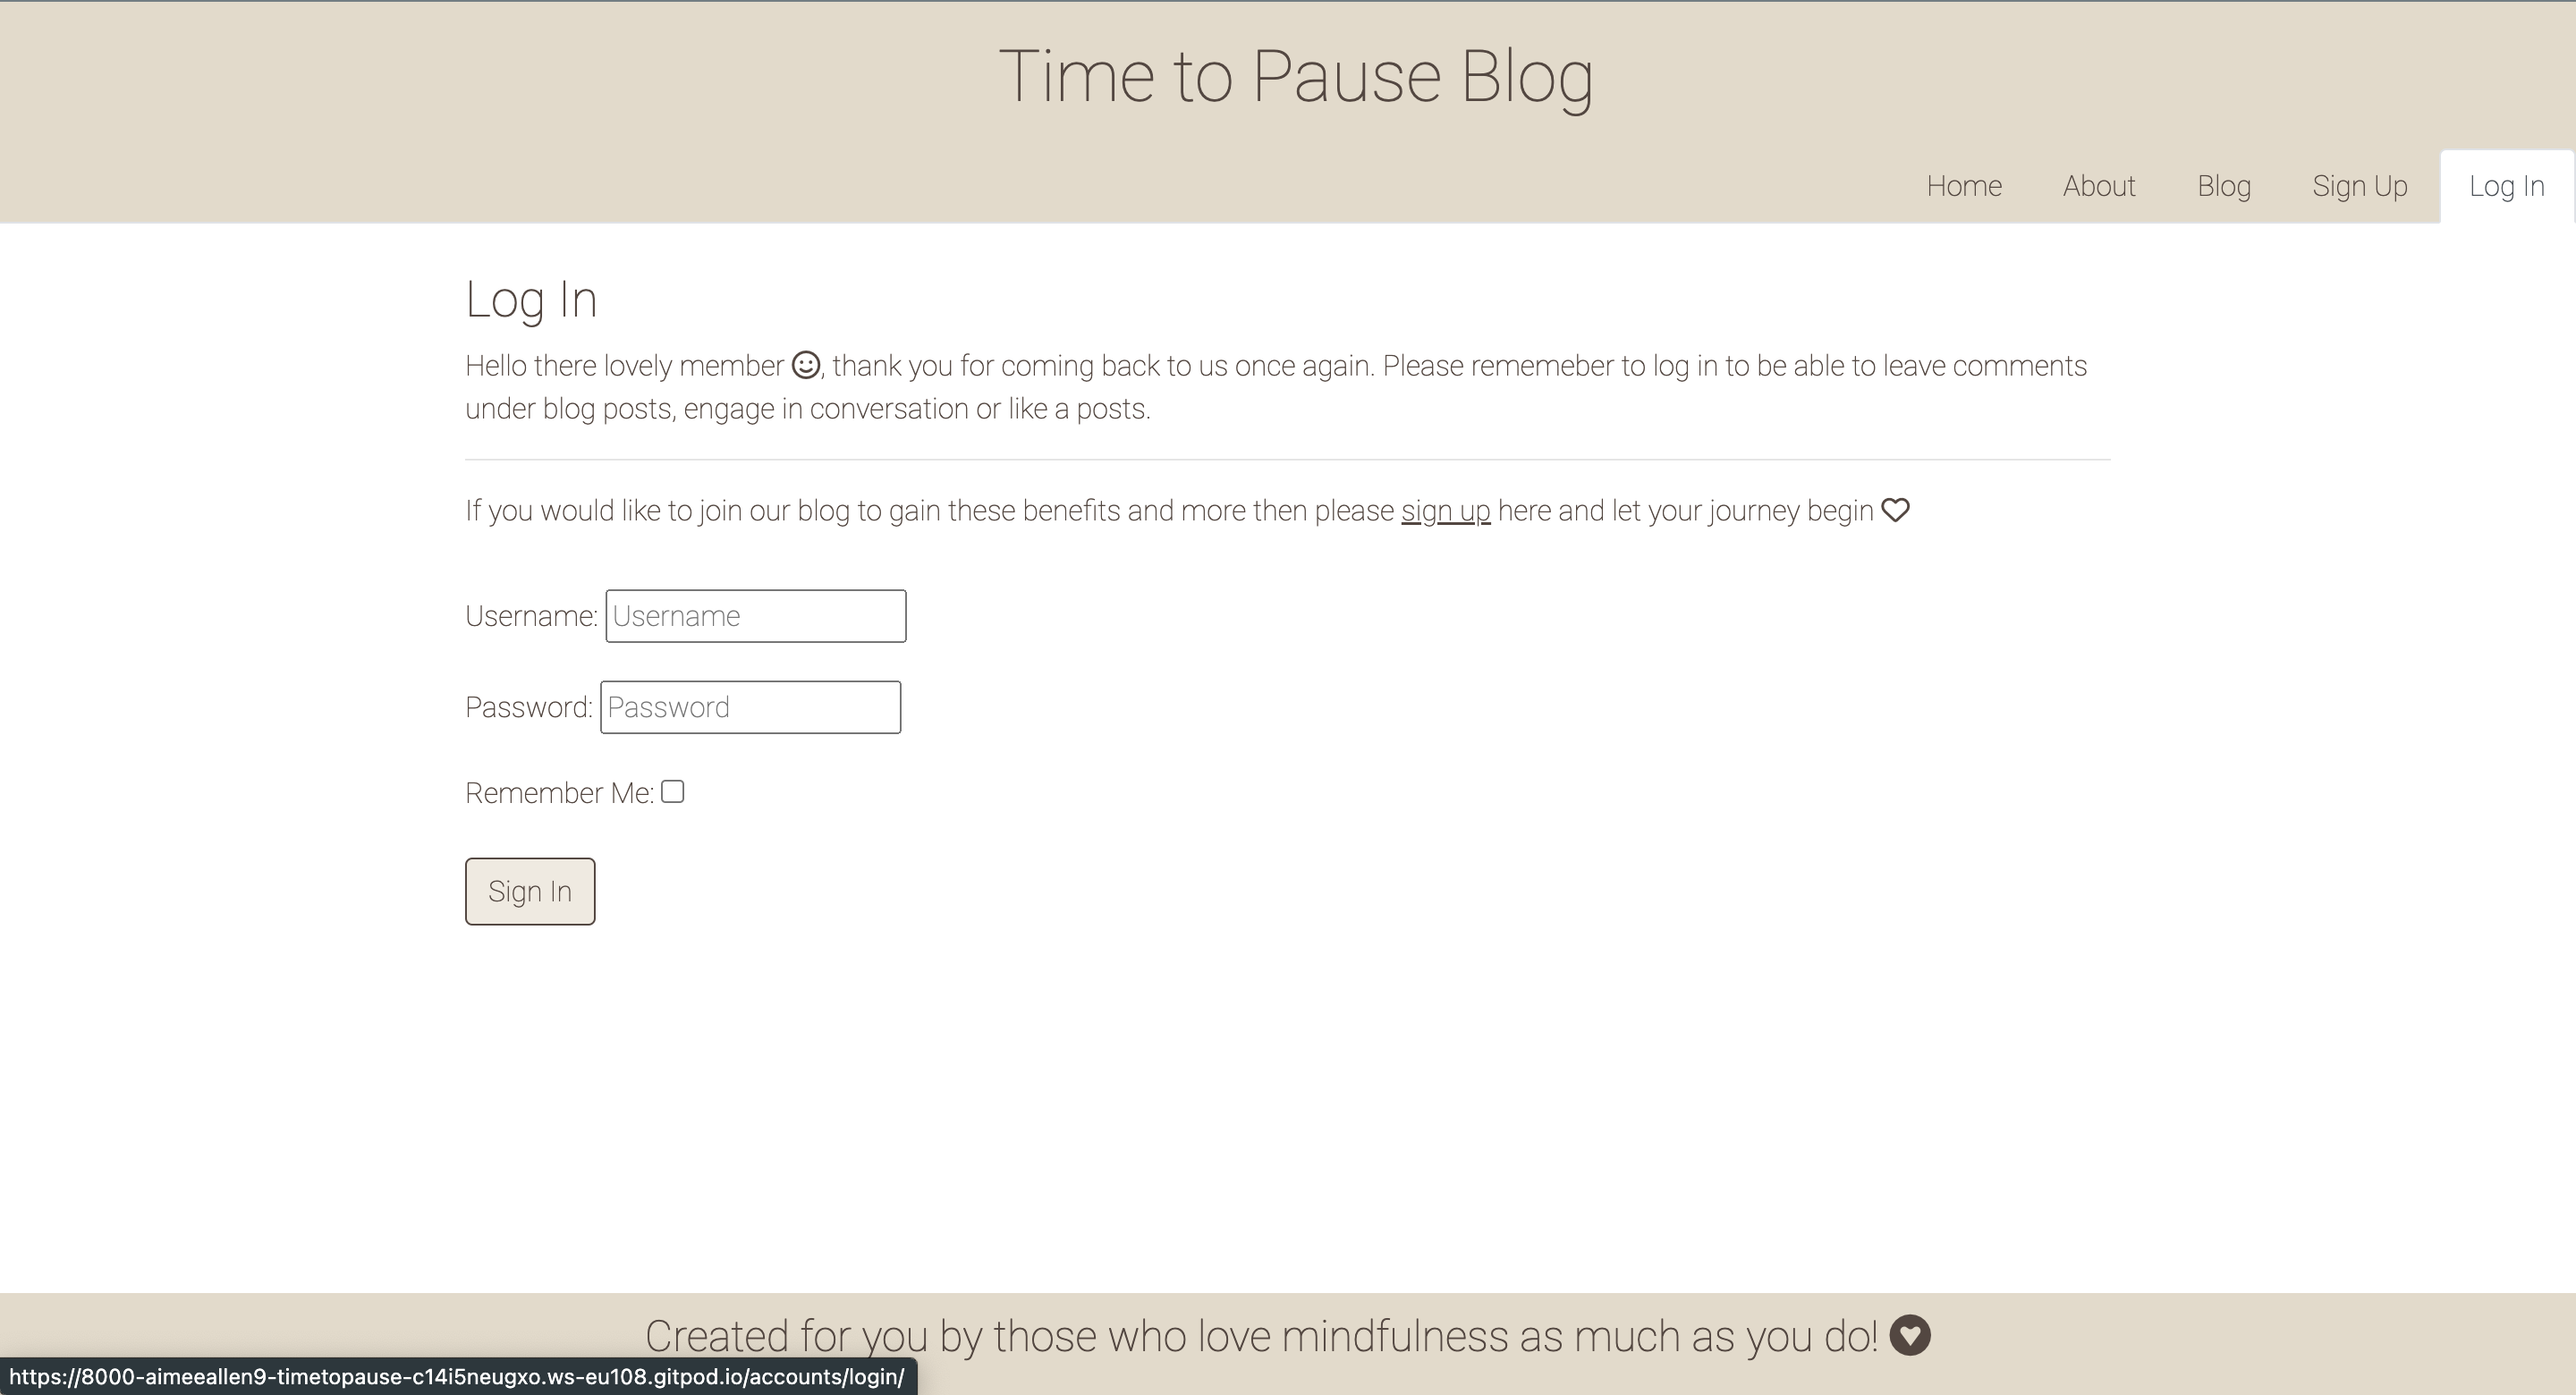 Time to Pause Blog
Home About Blog Sign Up Log In
Log In
Hello there lovely member , thank you for coming back to us once again. Please rememeber to log in to be able to leave comments
under blog posts, engage in conversation or like a posts.
If you would like to join our blog to gain these benefits and more then please sign up here and let your journey begin
Username: Username
Password: Password
Remember Me:
Sign In
Created for you by those who love mindfulness as much as you do!
https://8000-aimeeallen9-timetopause-c14i5neugxo.ws-eu108.gitpod.io/accounts/login/